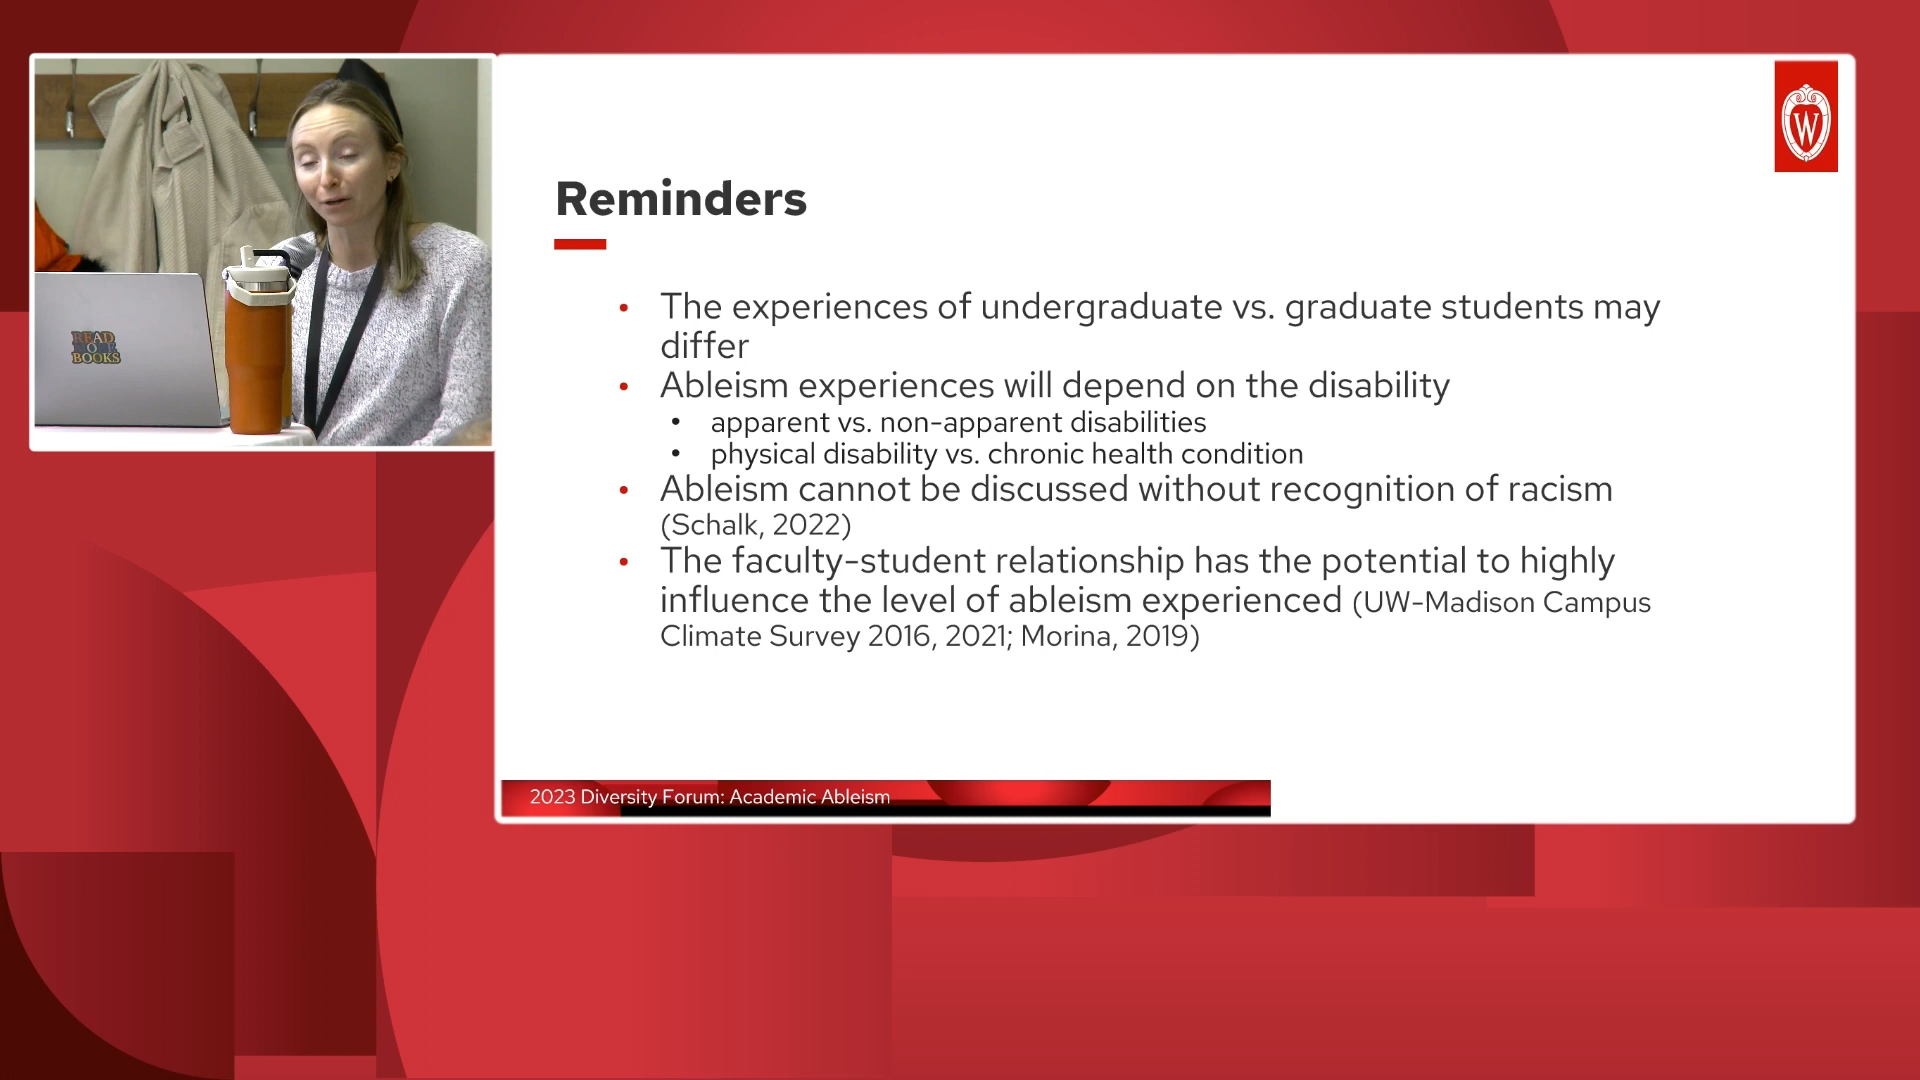 READ
BOOKS
W
Reminders
• The experiences of undergraduate vs. graduate students may
differ
• Ableism experiences will depend on the disability
• apparent vs. non-apparent disabilities
• physical disability vs. chronic health condition
• Ableism cannot be discussed without recognition of racism
(Schalk, 2022)
• The faculty-student relationship has the potential to highly
influence the level of ableism experienced (UW-Madison Campus
Climate Survey 2016, 2021; Morina, 2019)
2023 Diversity Forum: Academic Ableism